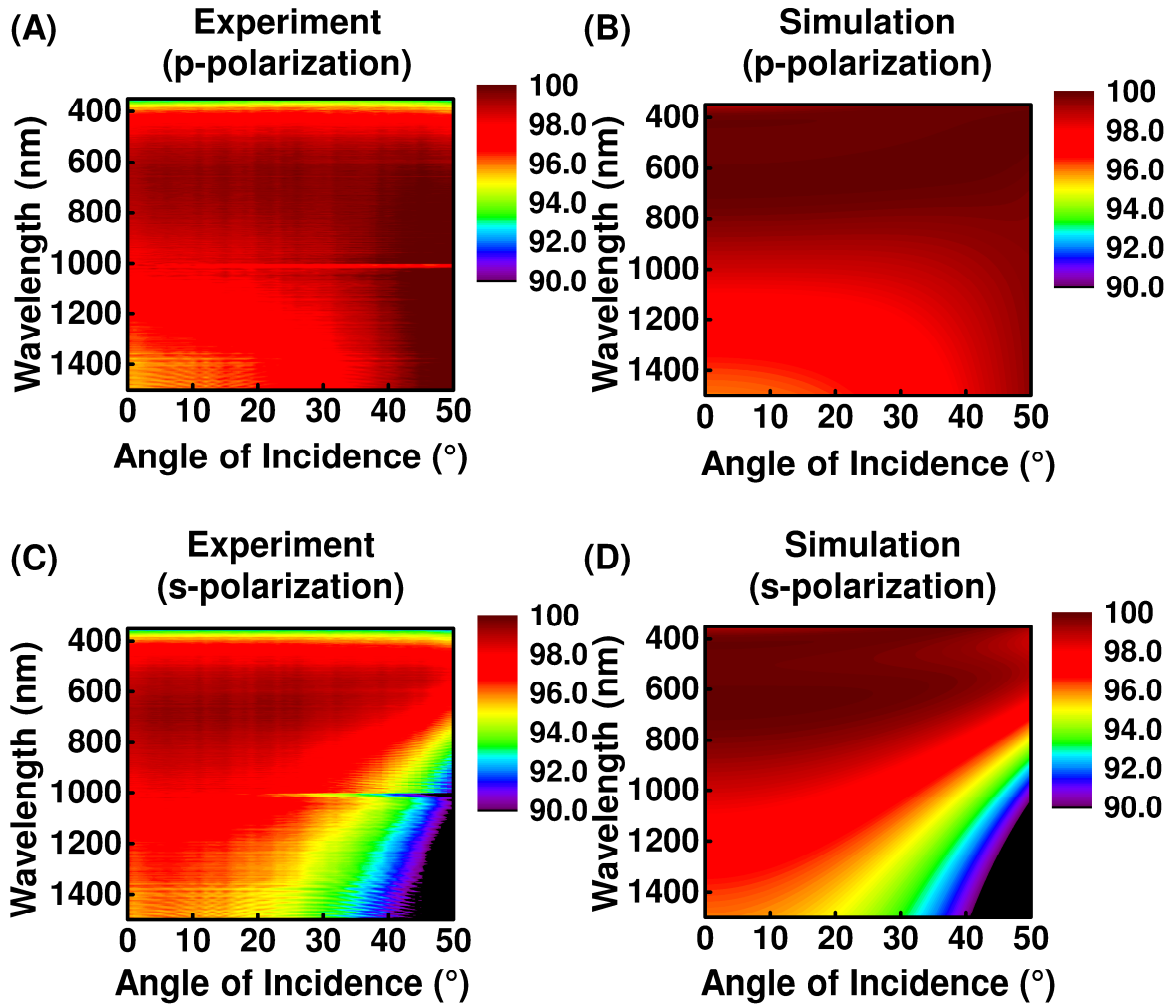 (A)
Experiment
(p-polarization)
Wavelength (nm)
400
600
800
1000
1200
1400
0 10 20 30 40 50
Angle of Incidence (°)
100
98.0
96.0
94.0
92.0
90.0
(B)
Simulation
(p-polarization)
Wavelength (nm)
400
600
800
1000
1200
1400
0 10 20 30 40 50
Angle of Incidence (°)
100
98.0
96.0
94.0
92.0
90.0
(C)
Experiment
(s-polarization)
Wavelength (nm)
400
600
800
1000
1200
1400
0 10 20 30 40 50
Angle of Incidence (°)
100
98.0
96.0
94.0
92.0
90.0
(D)
Simulation
(s-polarization)
Wavelength (nm)
400
600
800
1000
1200
1400
0 10 20 30 40 50
Angle of Incidence (°)
100
98.0
96.0
94.0
92.0
90.0